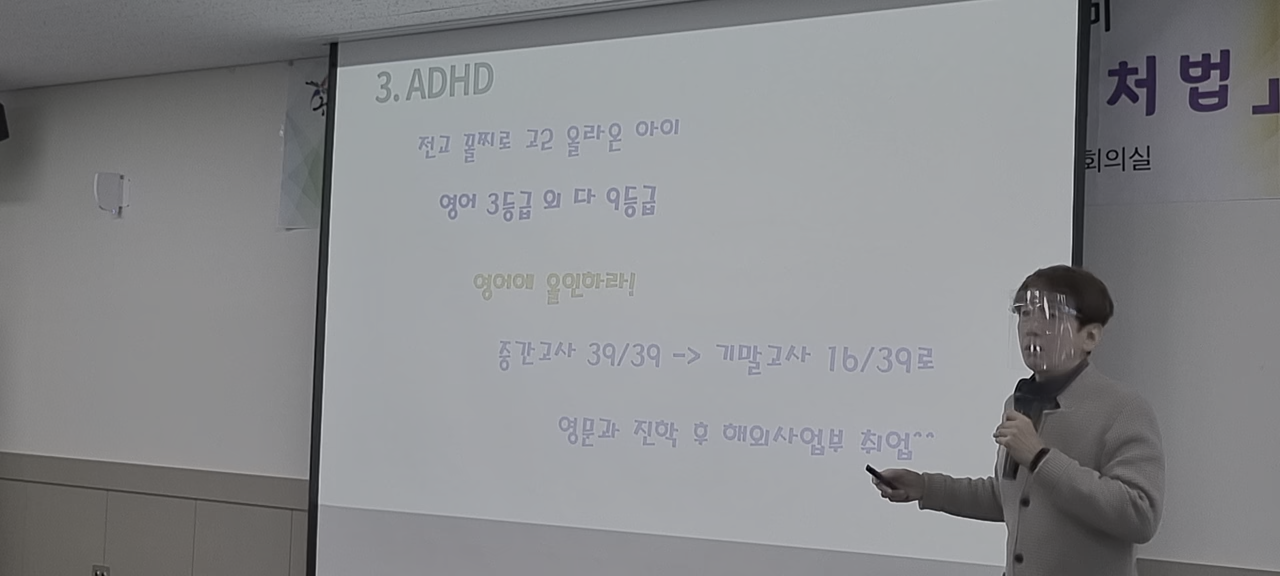 3. ADHD
전교 꼴찌로 고2 올라온 아이
영어 3등급 외 다 9등급
영어에 올인하라!
중간고사 39/39 -> 기말고사 16/39로
영문과 진학 후 해외사업부 취업^^
처법
회의실